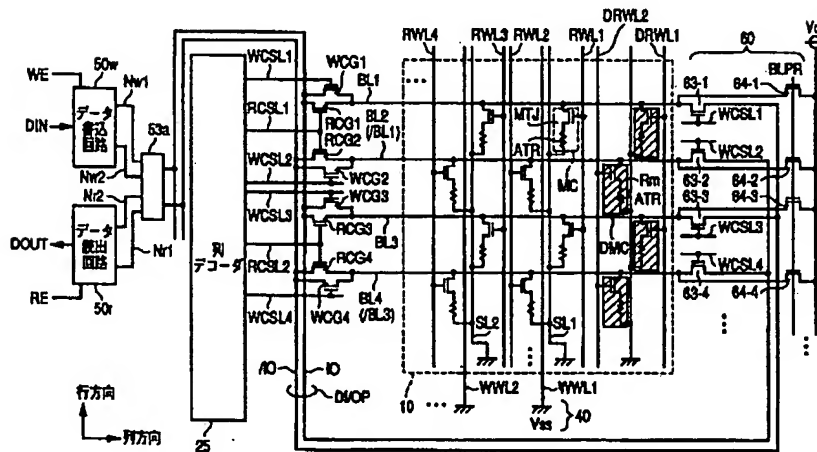 RWL4
RWL3
RWL2
DRWL2
RWL1
DRWL1
60
50w
WE
Nw1
データ
書込
回路
DIN
53a
Nw2
Nr2
データ
読出
回路
DOUT
Nr1
RE
50r
WCSL1
WCG1
BL1
RCG1
RCSL1
BL2
(/BL1)
RCG2
WCSL2
WCG2
WCSL3
WCG3
RCG3
BL3
列
デコーダ
RCSL2
RCG4
BL4
(/BL3)
WCG4
WCSL4
MTJ
ATR
MC
Rm
ATR
DMC
SL2
SL1
63-1
64-1
BLPR
WCSL1
WCSL2
63-2
64-2
64-3
63-3
WCSL3
WCSL4
63-4
64-4
/IO
IO
DI/OP
10
WWL2
WWL1
Vss
40
行方向
列方向
25